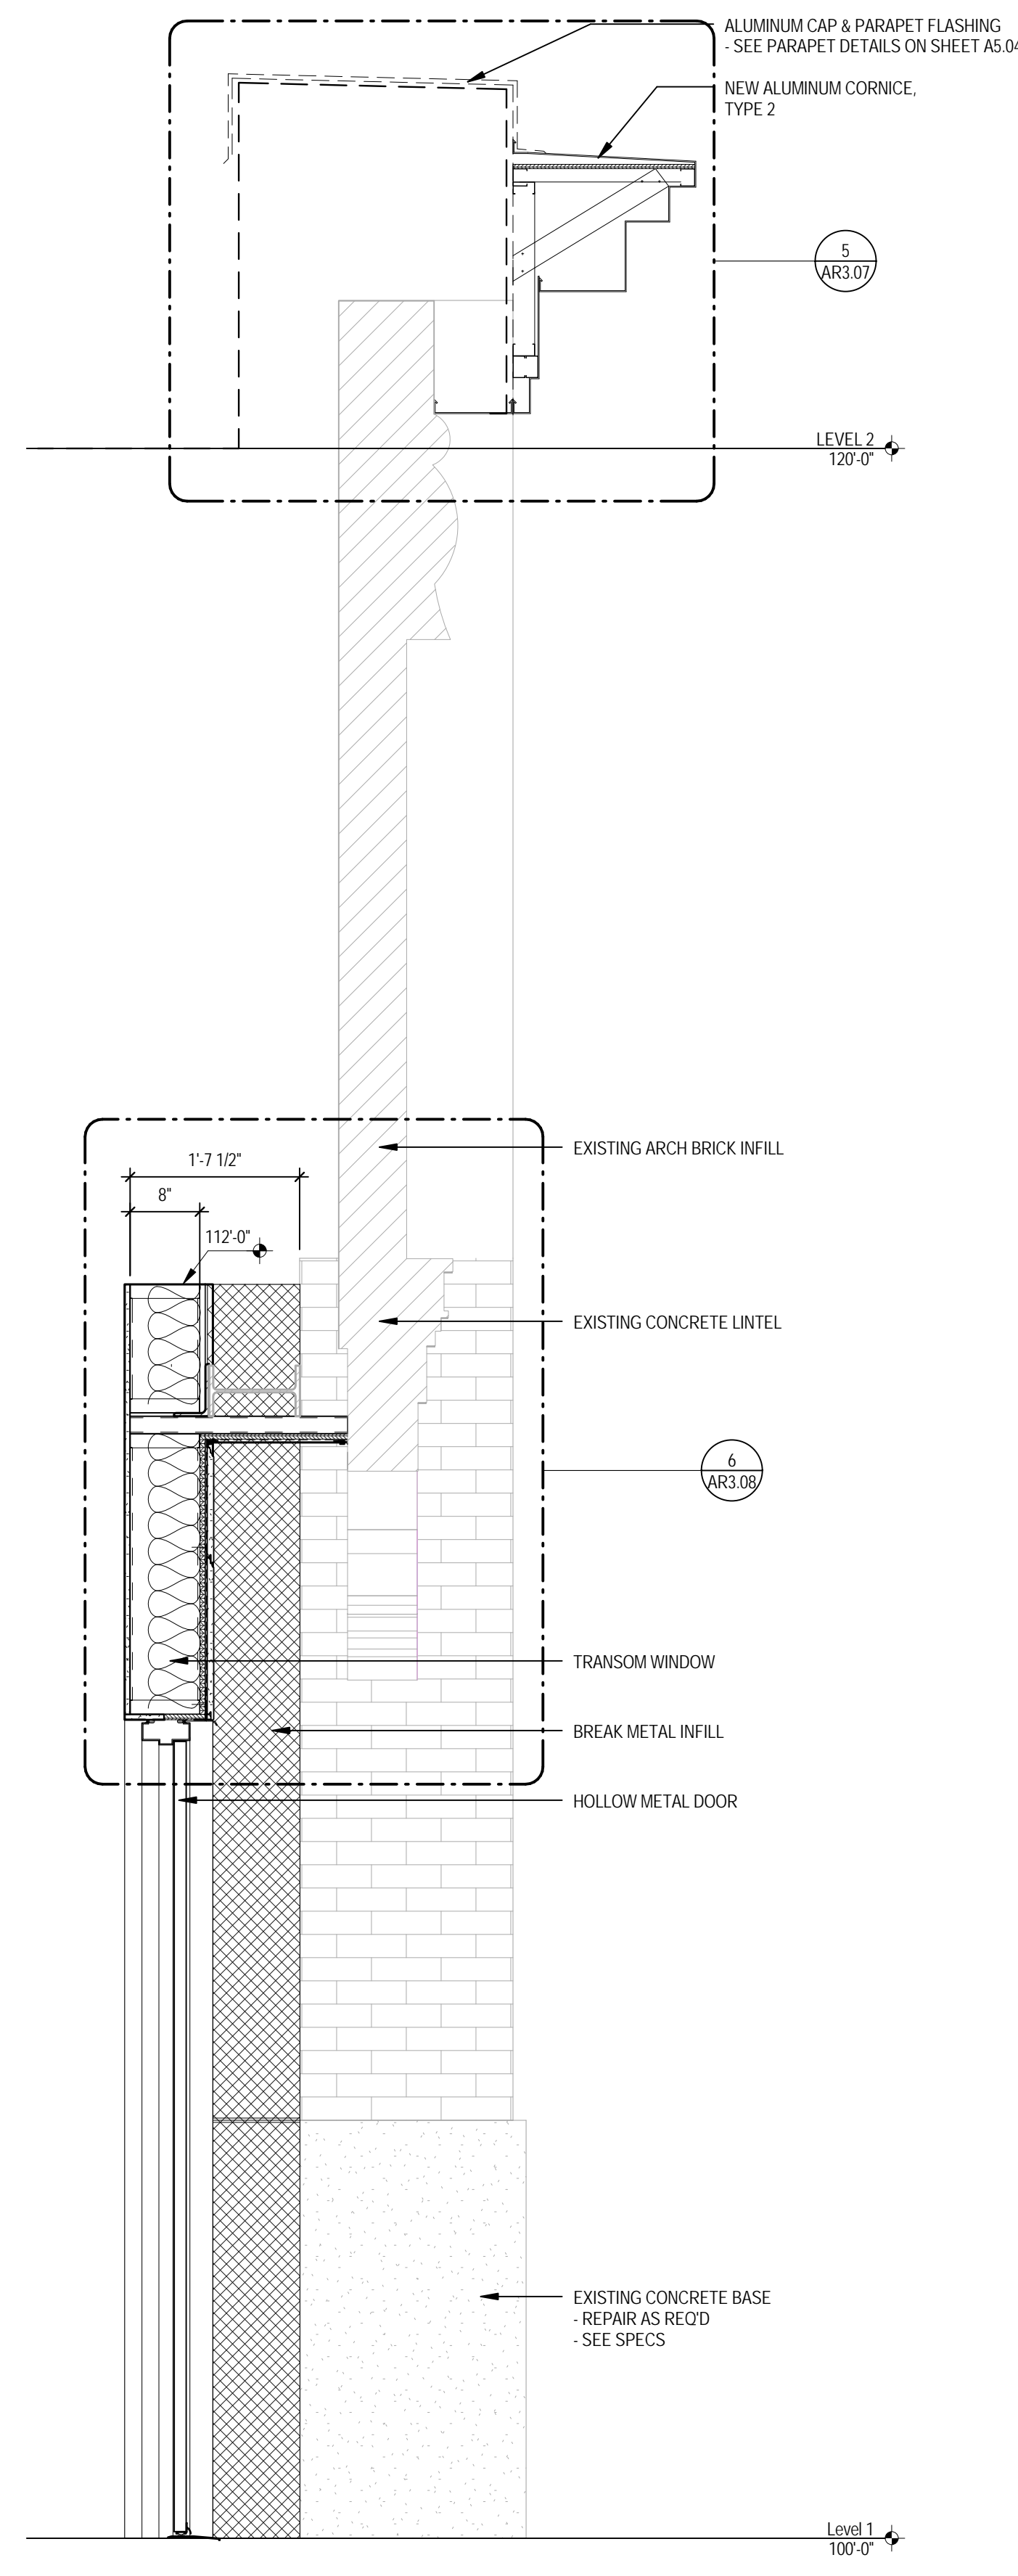 ALUMINUM CAP & PARAPET FLASHING
- SEE PARAPET DETAILS ON SHEET A5.04
NEW ALUMINUM CORNICE,
TYPE 2
5
AR3.07
LEVEL 2
120'-0"
EXISTING ARCH BRICK INFILL
1'-7 1/2"
8"
112'-0"
EXISTING CONCRETE LINTEL
6
AR3.08
TRANSOM WINDOW
BREAK METAL INFILL
HOLLOW METAL DOOR
EXISTING CONCRETE BASE
- REPAIR AS REQ'D
- SEE SPECS
Level 1
100'-0"